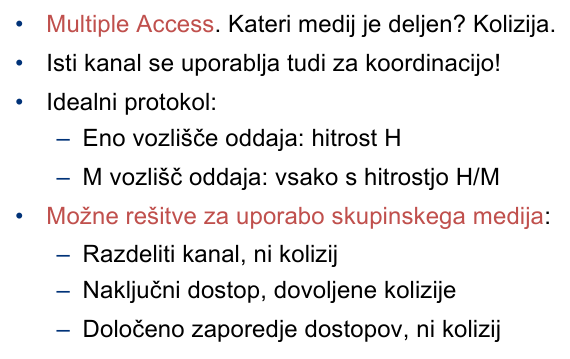 • Multiple Access. Kateri medij je deljen? Kolizija.
• Isti kanal se uporablja tudi za koordinacijo!
• Idealni protokol:
– Eno vozlišče oddaja: hitrost H
– M vozlišč oddaja: vsako s hitrostjo H/M
• Možne rešitve za uporabo skupinskega medija:
– Razdeliti kanal, ni kolizij
– Naključni dostop, dovoljene kolizije
– Določeno zaporedje dostopov, ni kolizij